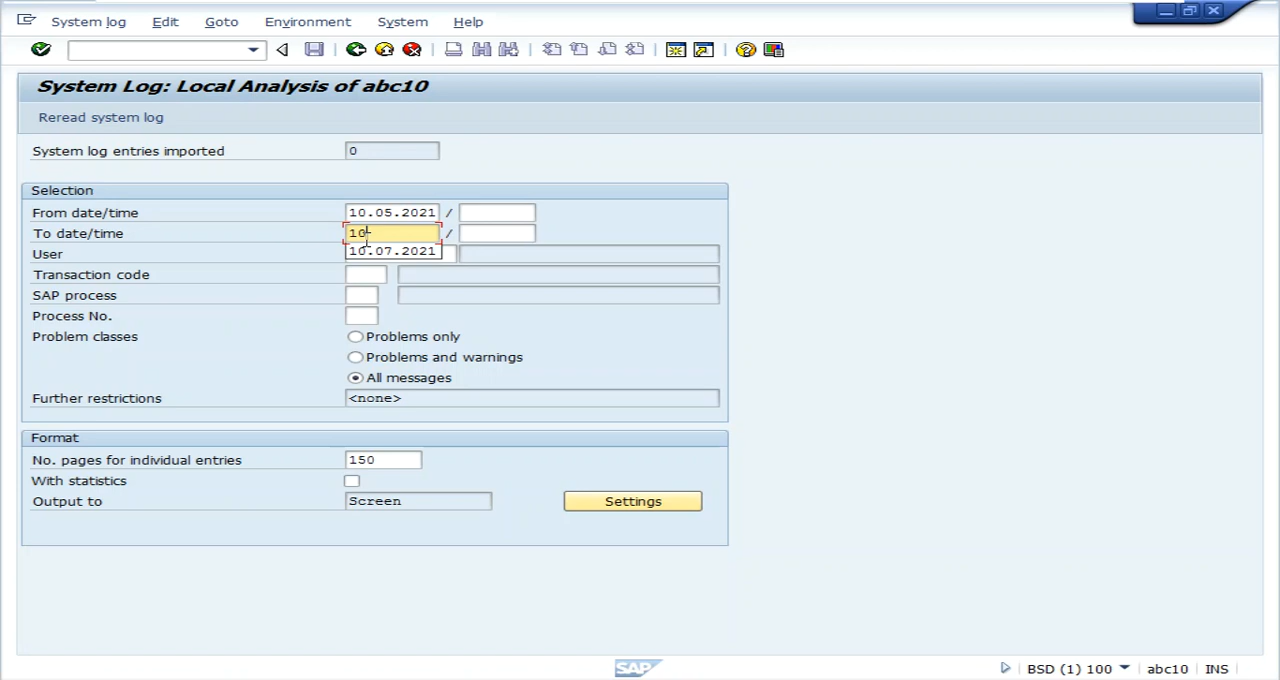 System log Edit Goto Environment System Help
System Log: Local Analysis of abc10
Reread system log
System log entries imported 0
Selection
From date/time 10.05.2021 /
To date/time 10 /
10.07.2021
User
Transaction code
SAP process
Process No.
Problem classes Problems only
Problems and warnings
All messages
Further restrictions <none>
Format
No. pages for individual entries 150
With statistics
Output to Screen Settings
SAP BSD (1) 100 abc10 INS